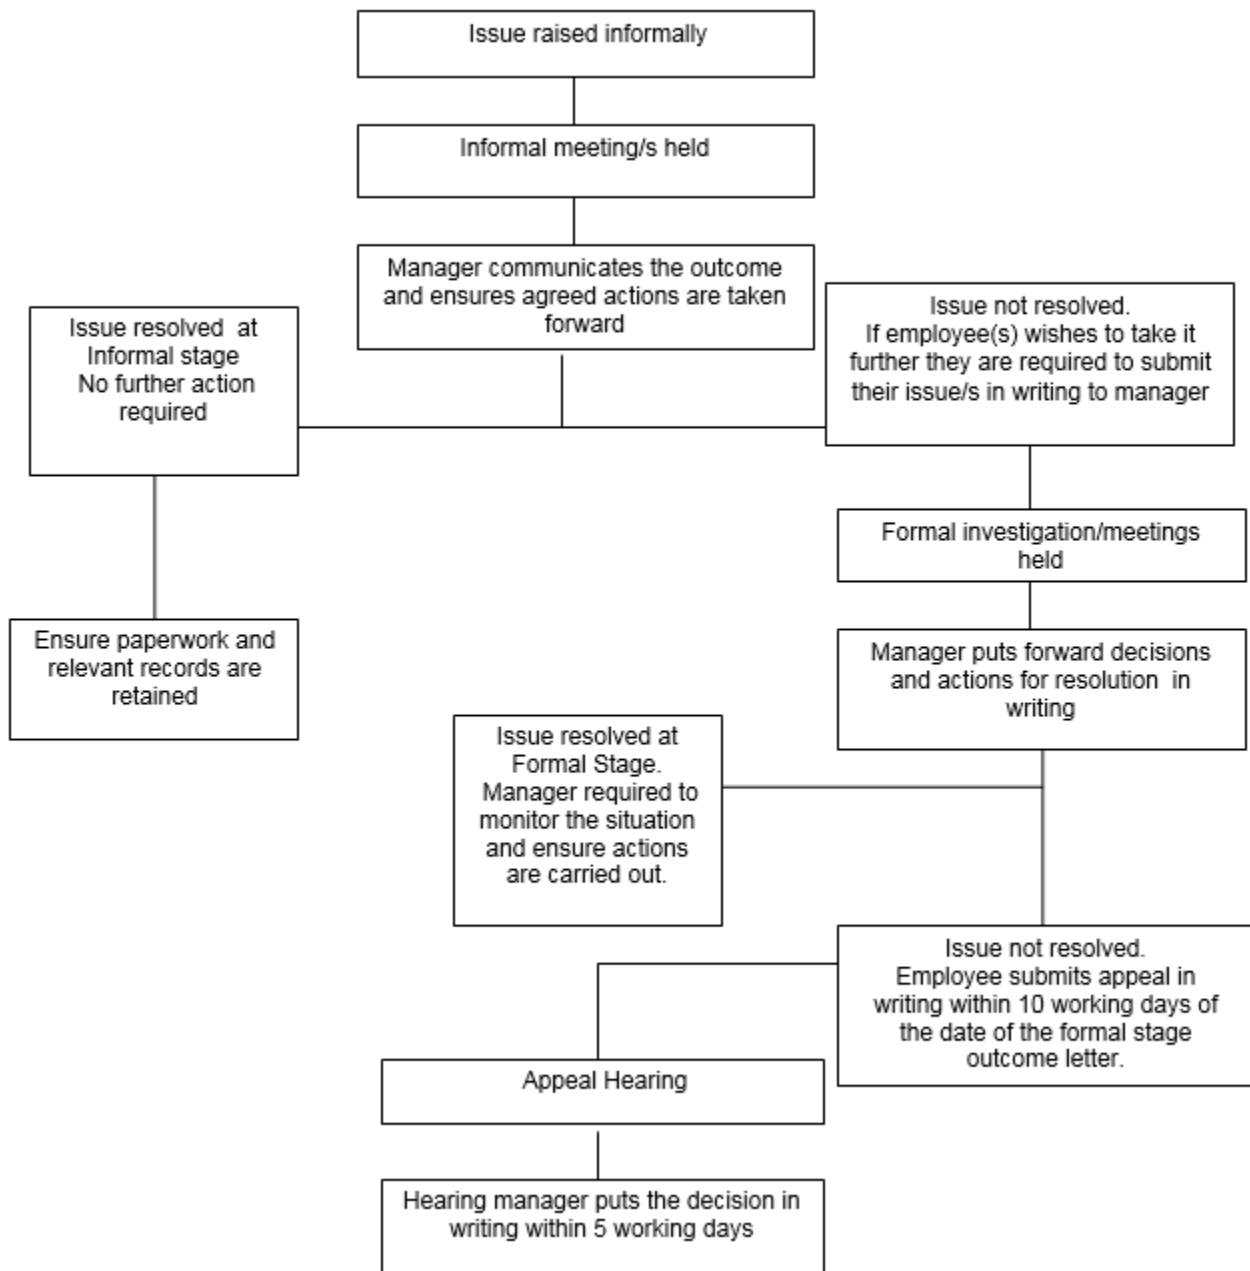 Issue raised informally
Informal meeting/s held
Manager communicates the outcome
and ensures agreed actions are taken
forward
Issue resolved at
Informal stage
No further action
required
Issue not resolved.
If employee(s) wishes to take it
further they are required to submit
their issue/s in writing to manager
Formal investigation/meetings
held
Ensure paperwork and
relevant records are
retained
Manager puts forward decisions
and actions for resolution in
writing
Issue resolved at
Formal Stage.
Manager required to
monitor the situation
and ensure actions
are carried out.
Issue not resolved.
Employee submits appeal in
writing within 10 working days of
the date of the formal stage
outcome letter.
Appeal Hearing
Hearing manager puts the decision in
writing within 5 working days